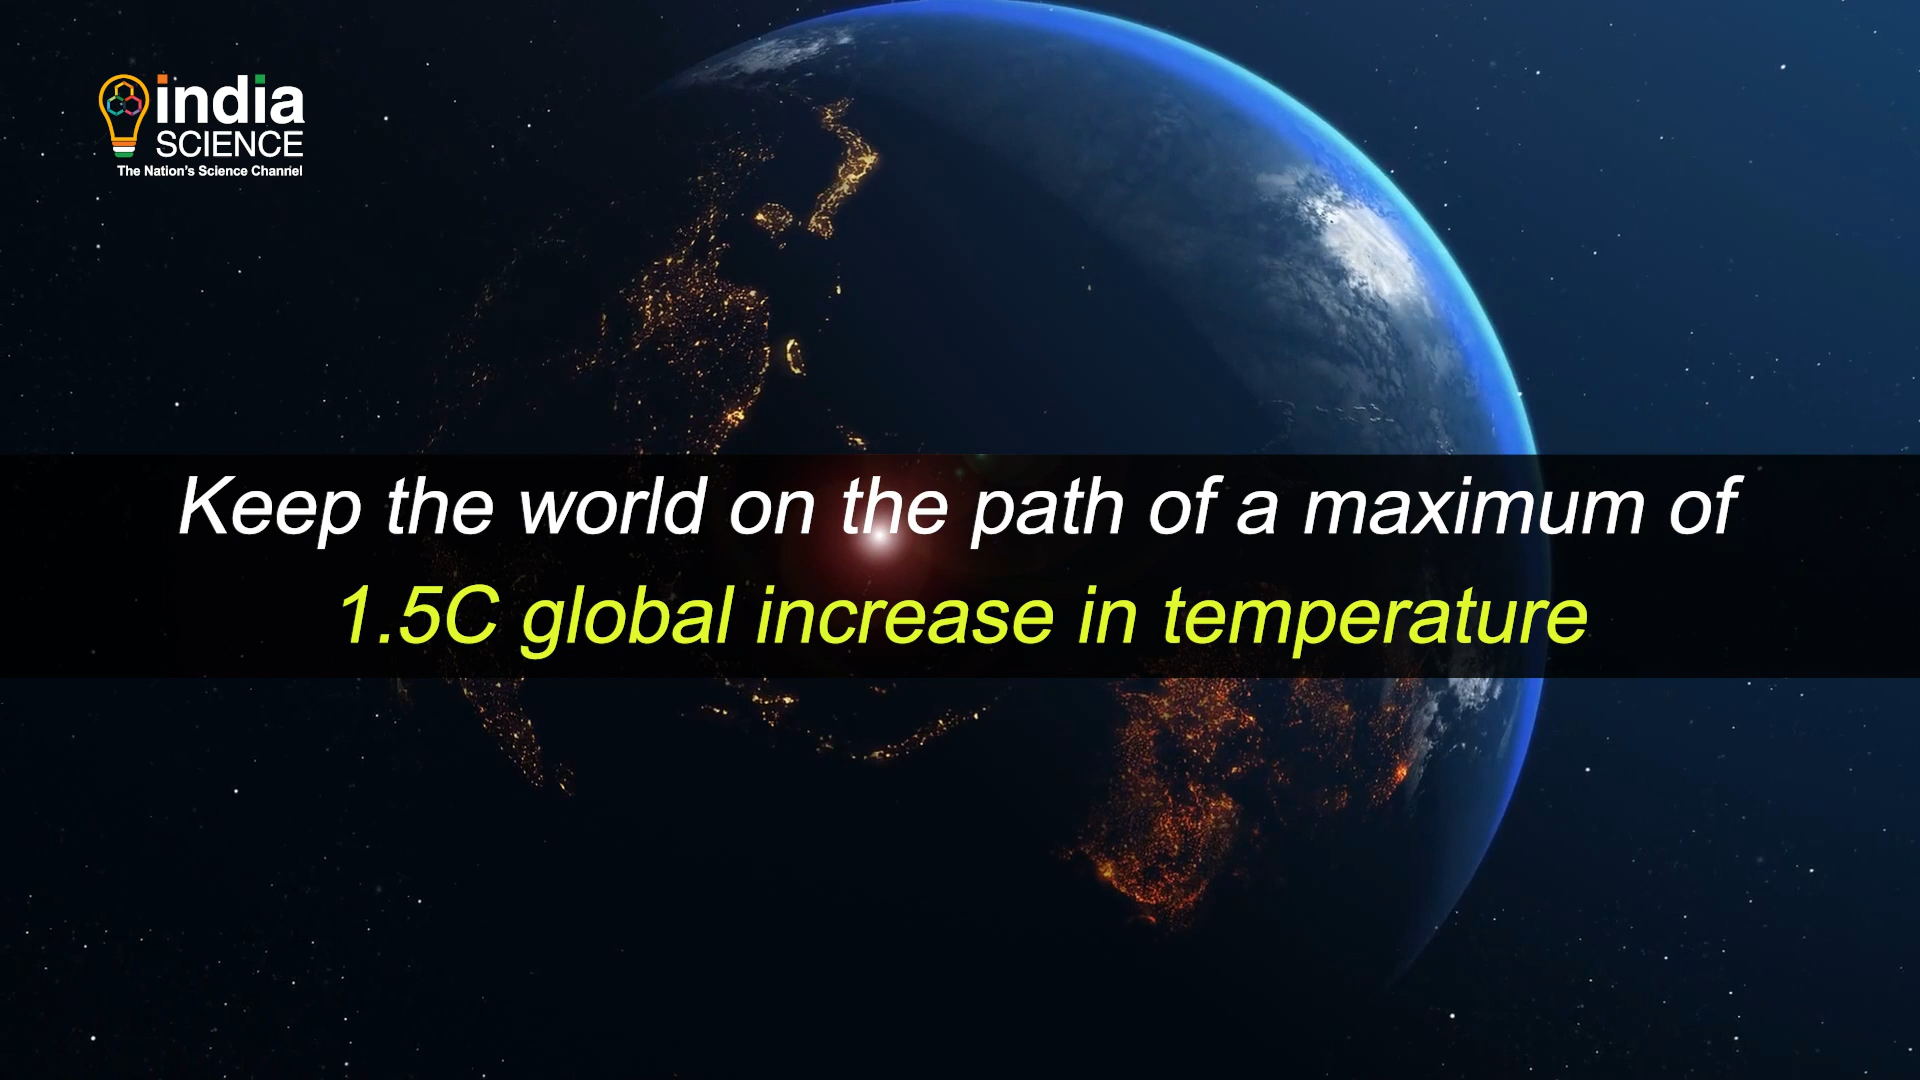 india
SCIENCE
The Nation's Science Channel
Keep the world on the path of a maximum of
1.5C global increase in temperature